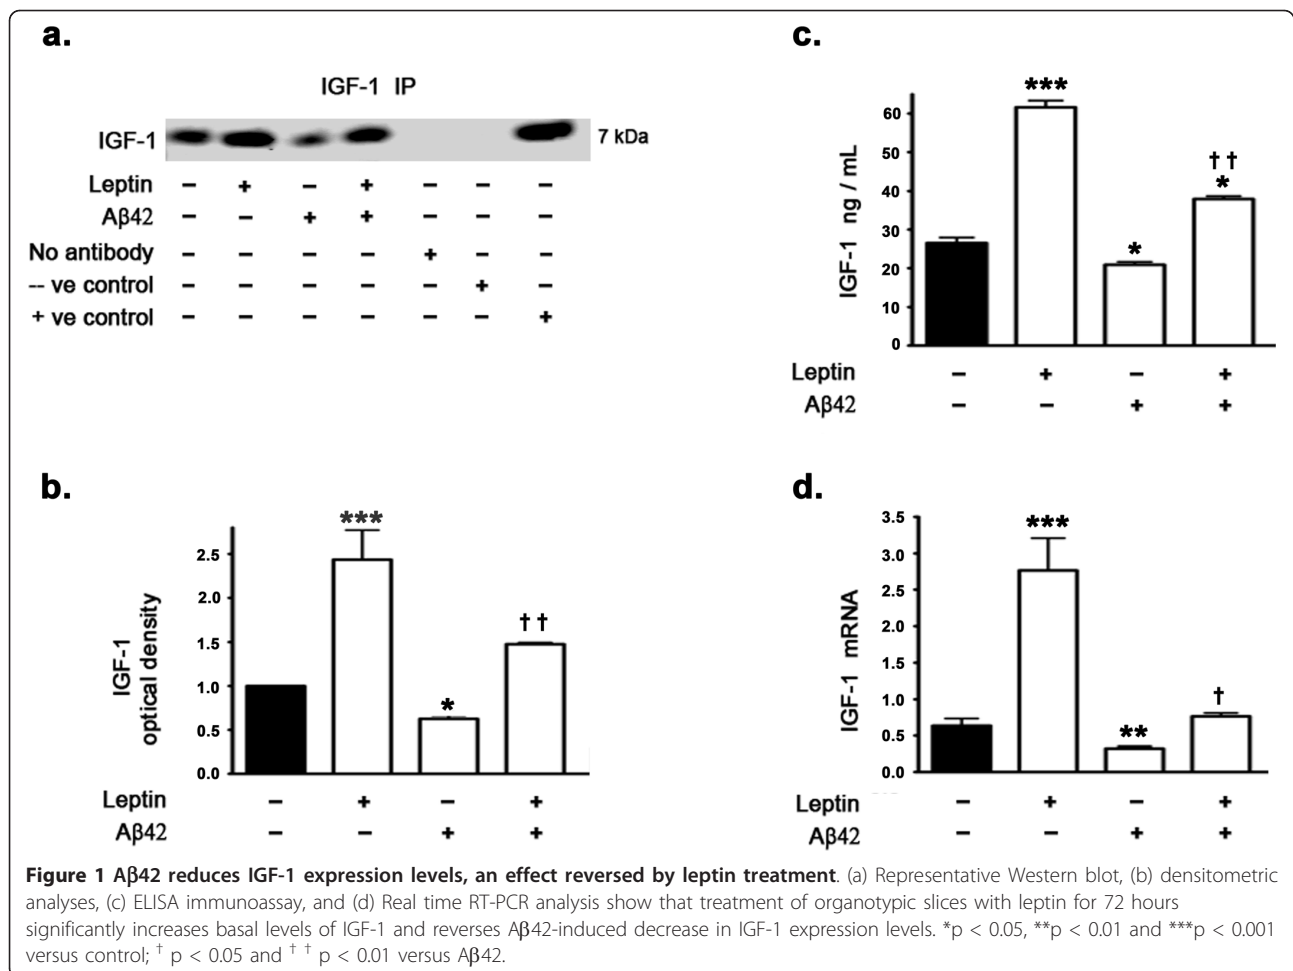 a.
IGF-1 IP
IGF-1
7 kDa
Leptin – + – + – – –
Aβ42 – – + + – – –
No antibody – – – – + – –
-- ve control – – – – – + –
+ ve control – – – – – – +
b.
IGF-1
optical density
2.5
2.0
1.5
1.0
0.5
0.0
***
*
† †
Leptin – + – +
Aβ42 – – + +
c.
IGF-1 ng / mL
60
50
40
30
20
10
0
***
*
† †
*
Leptin – + – +
Aβ42 – – + +
d.
IGF-1 mRNA
3.5
3.0
2.5
2.0
1.5
1.0
0.5
0.0
***
**
†
Leptin – + – +
Aβ42 – – + +
Figure 1 Aβ42 reduces IGF-1 expression levels, an effect reversed by leptin treatment. (a) Representative Western blot, (b) densitometric
analyses, (c) ELISA immunoassay, and (d) Real time RT-PCR analysis show that treatment of organotypic slices with leptin for 72 hours
significantly increases basal levels of IGF-1 and reverses Aβ42-induced decrease in IGF-1 expression levels. *p < 0.05, **p < 0.01 and ***p < 0.001
versus control; † p < 0.05 and † † p < 0.01 versus Aβ42.